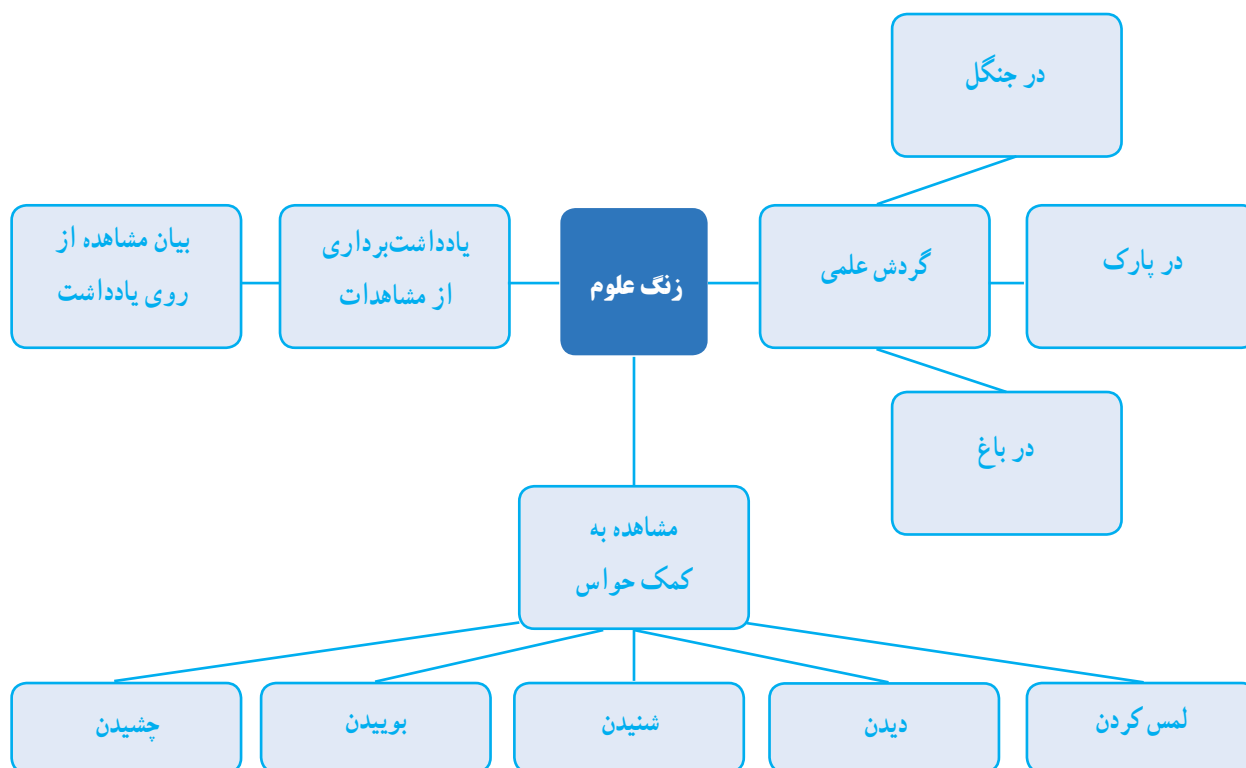 در جنگل
در پارک
گردش علمی
زنگ علوم
یادداشت‌برداری
از مشاهدات
بیان مشاهده از
روی یادداشت
در باغ
مشاهده به
کمک حواس
لمس کردن
دیدن
شنیدن
بوییدن
چشیدن